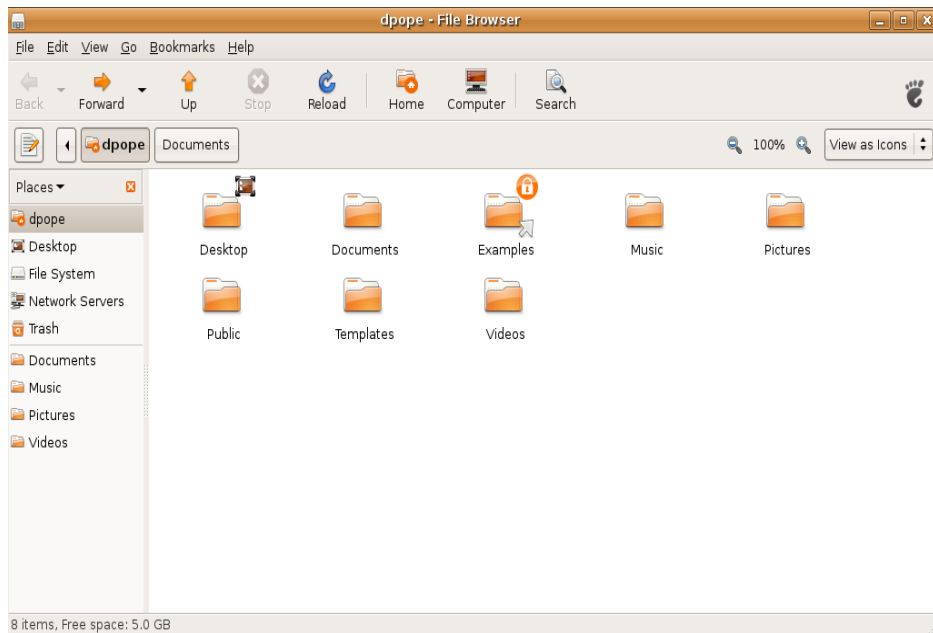 dpope - File Browser
File Edit View Go Bookmarks Help
Back Forward Up Stop Reload Home Computer Search
dpope Documents 100% View as Icons
Places
dpope
Desktop
File System
Network Servers
Trash
Documents
Music
Pictures
Videos
Desktop Documents Examples Music Pictures
Public Templates Videos
8 items, Free space: 5.0 GB